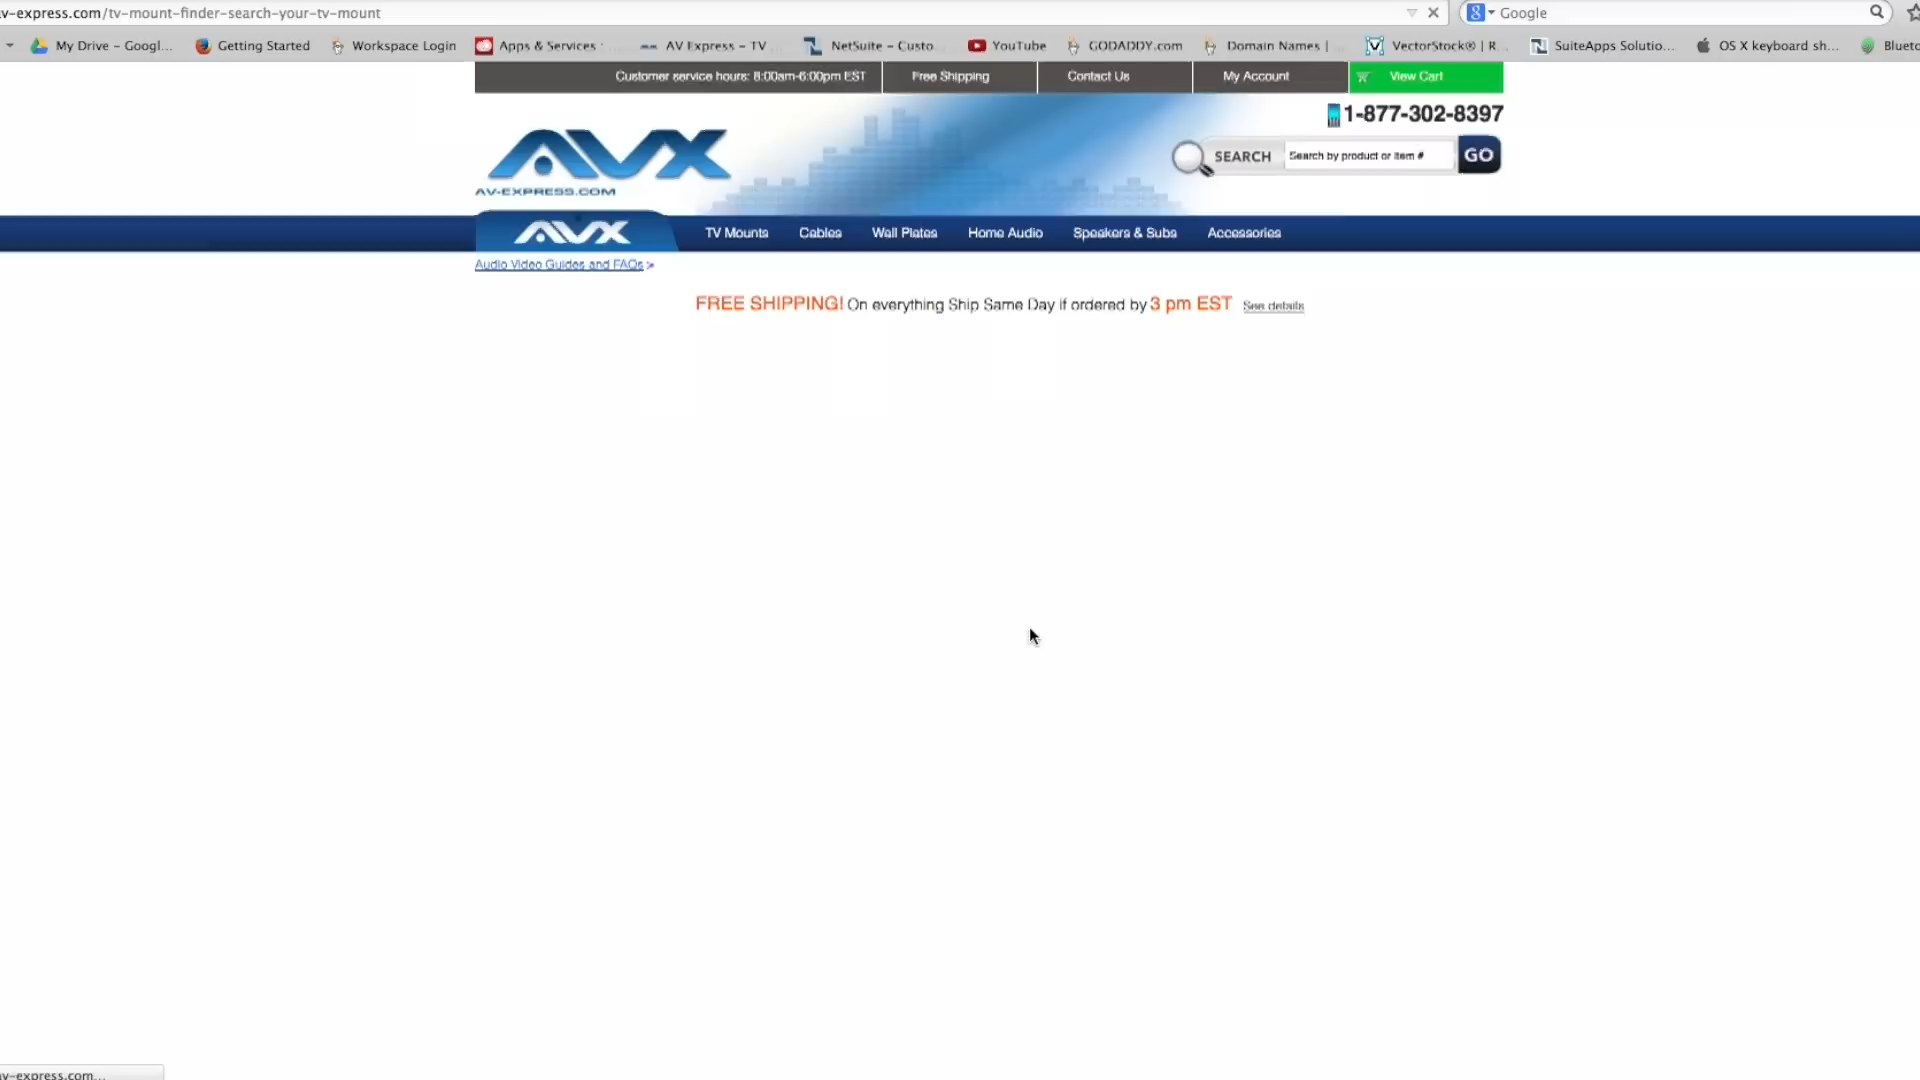 v-express.com/tv-mount-finder-search-your-tv-mount
Google
My Drive – Googl...
Getting Started
Workspace Login
Apps & Services
AV Express – TV
NetSuite – Custo
YouTube
GODADDY.com
Domain Names |
VectorStock® | R
SuiteApps Solutio...
OS X keyboard sh...
Bluetc
Customer service hours: 8:00am-6:00pm EST
Free Shipping
Contact Us
My Account
View Cart
1-877-302-8397
AVX
AV-EXPRESS.COM
SEARCH
Search by product or item #
GO
AVX
TV Mounts
Cables
Wall Plates
Home Audio
Speakers & Subs
Accessories
Audio Video Guides and FAQs >
FREE SHIPPING! On everything Ship Same Day if ordered by 3 pm EST See details
v-express.com...